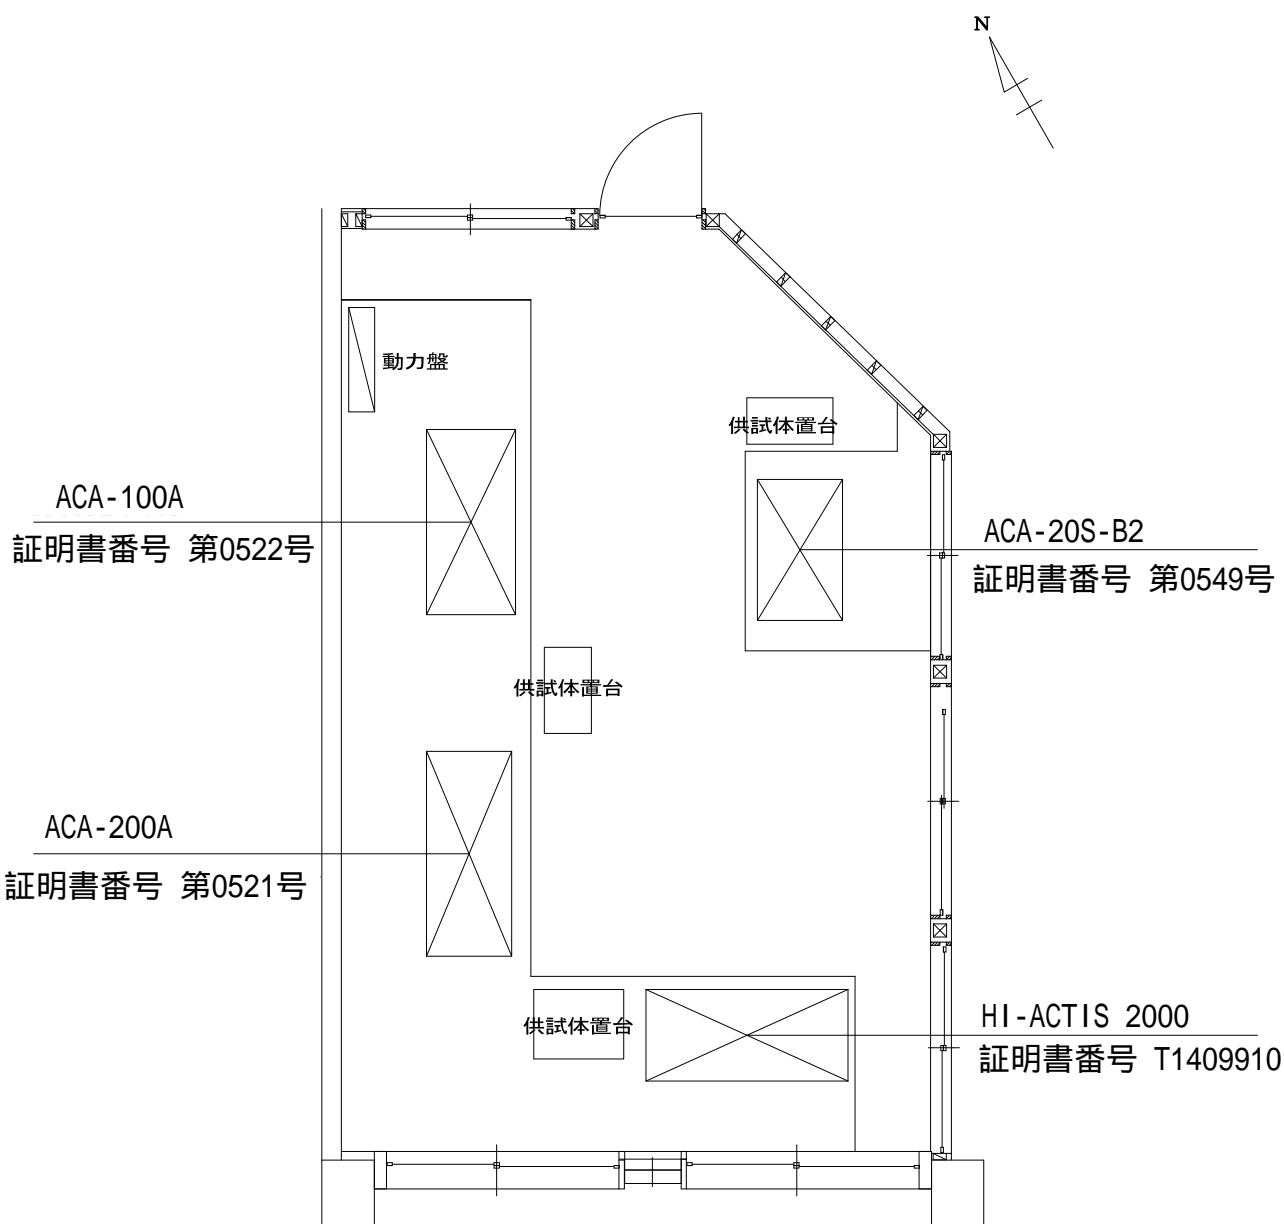 N
動力盤
供試体置台
ACA-100A
証明書番号 第0522号
ACA-20S-B2
証明書番号 第0549号
供試体置台
ACA-200A
証明書番号 第0521号
供試体置台
HI-ACTIS 2000
証明書番号 T1409910